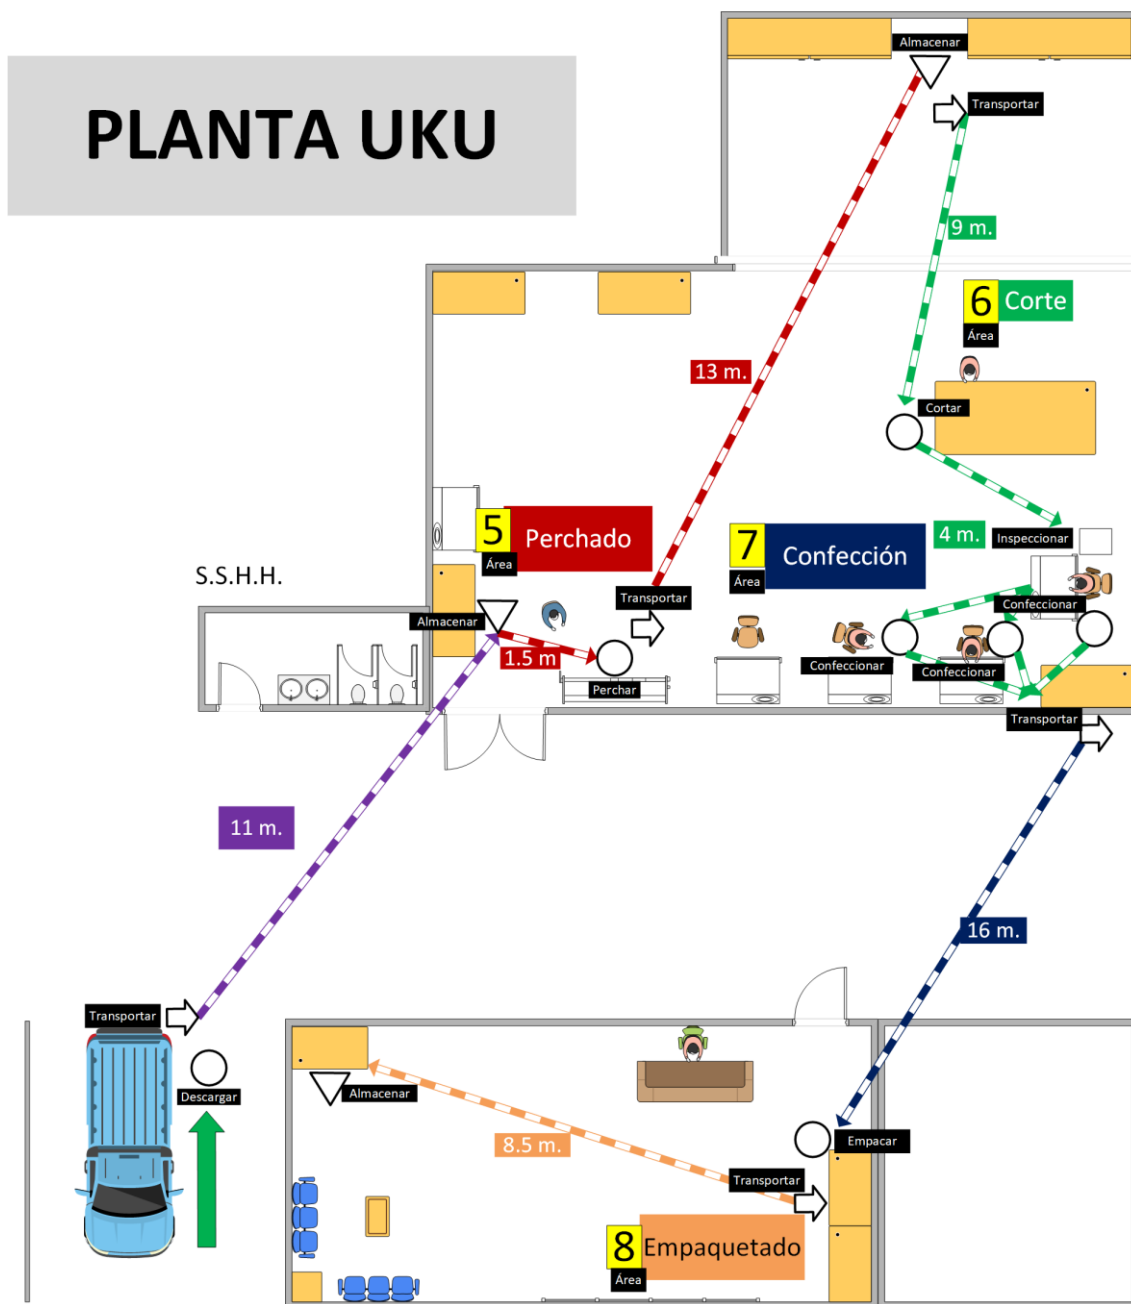 Almacenar
PLANTA UKU
Transportar
9 m.
6
Corte
Área
13 m.
Cortar
5
Perchado
Área
7
Confección
Área
4 m.
Inspeccionar
S.S.H.H.
Transportar
Confeccionar
Almacenar
1.5 m
Confeccionar
Confeccionar
Perchar
Transportar
11 m.
16 m.
Transportar
Descargar
Almacenar
8.5 m.
Empacar
Transportar
8
Empaquetado
Área